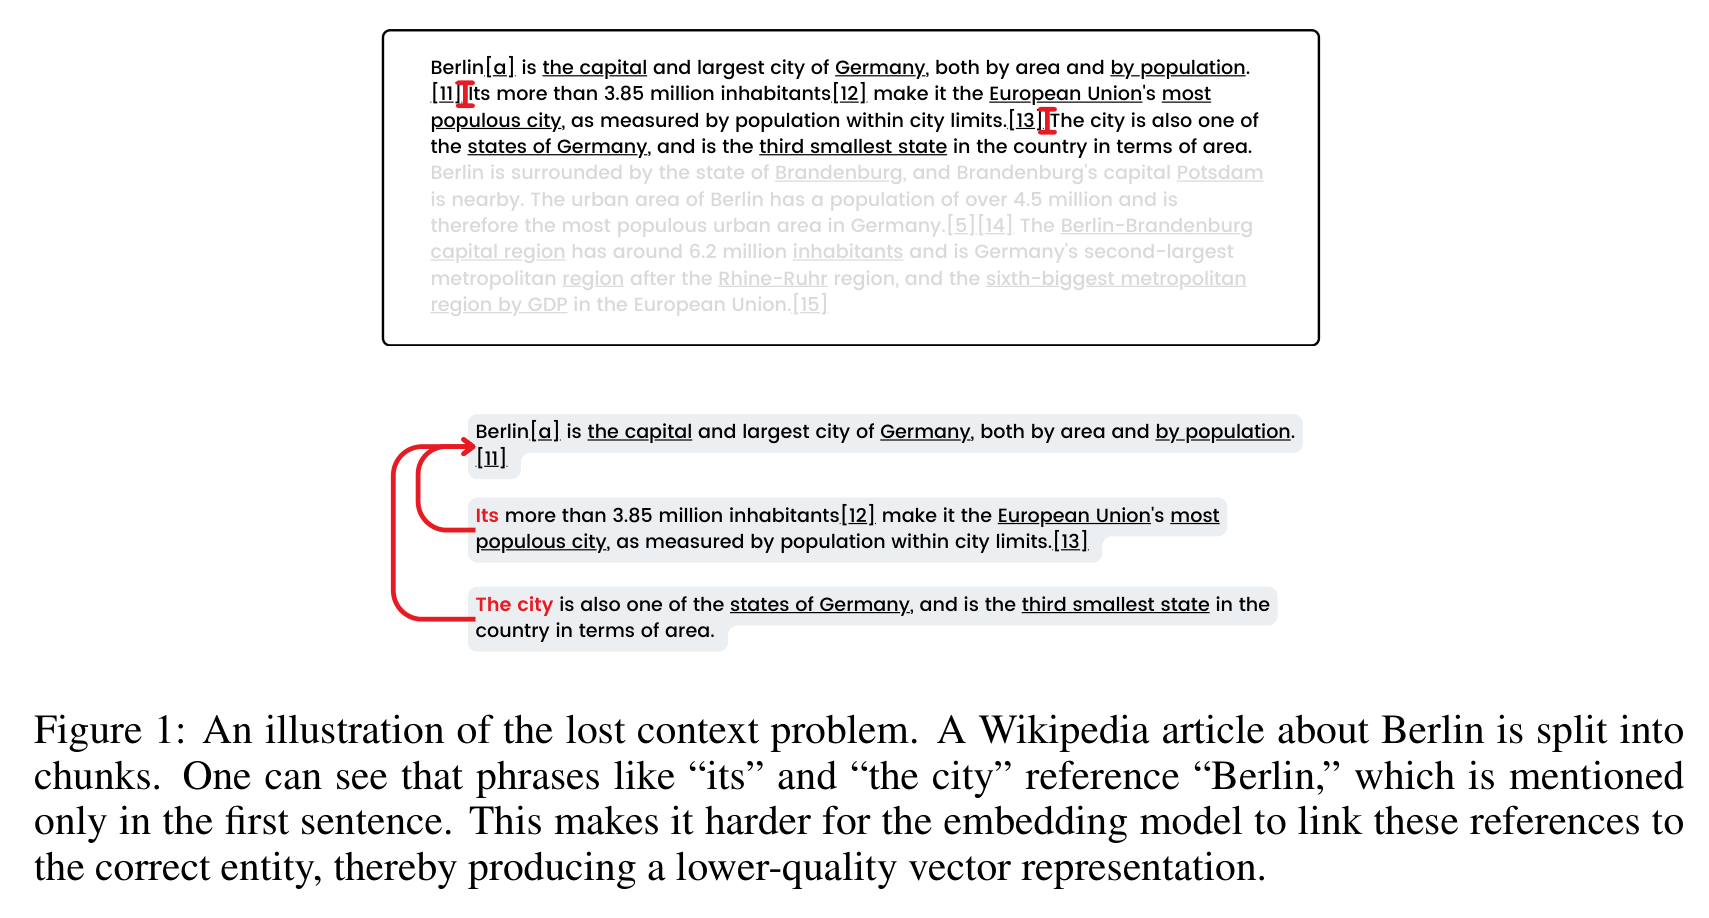 Berlin[a] is the capital and largest city of Germany, both by area and by population.
[11] Its more than 3.85 million inhabitants[12] make it the European Union's most
populous city, as measured by population within city limits.[13] The city is also one of
the states of Germany, and is the third smallest state in the country in terms of area.
Berlin is surrounded by the state of Brandenburg, and Brandenburg's capital Potsdam
is nearby. The urban area of Berlin has a population of over 4.5 million and is
therefore the most populous urban area in Germany.[5][14] The Berlin-Brandenburg
capital region has around 6.2 million inhabitants and is Germany's second-largest
metropolitan region after the Rhine-Ruhr region, and the sixth-biggest metropolitan
region by GDP in the European Union.[15]
Berlin[a] is the capital and largest city of Germany, both by area and by population.
[11]
Its more than 3.85 million inhabitants[12] make it the European Union's most
populous city, as measured by population within city limits.[13]
The city is also one of the states of Germany, and is the third smallest state in the
country in terms of area.
Figure 1: An illustration of the lost context problem. A Wikipedia article about Berlin is split into
chunks. One can see that phrases like “its” and “the city” reference “Berlin,” which is mentioned
only in the first sentence. This makes it harder for the embedding model to link these references to
the correct entity, thereby producing a lower-quality vector representation.